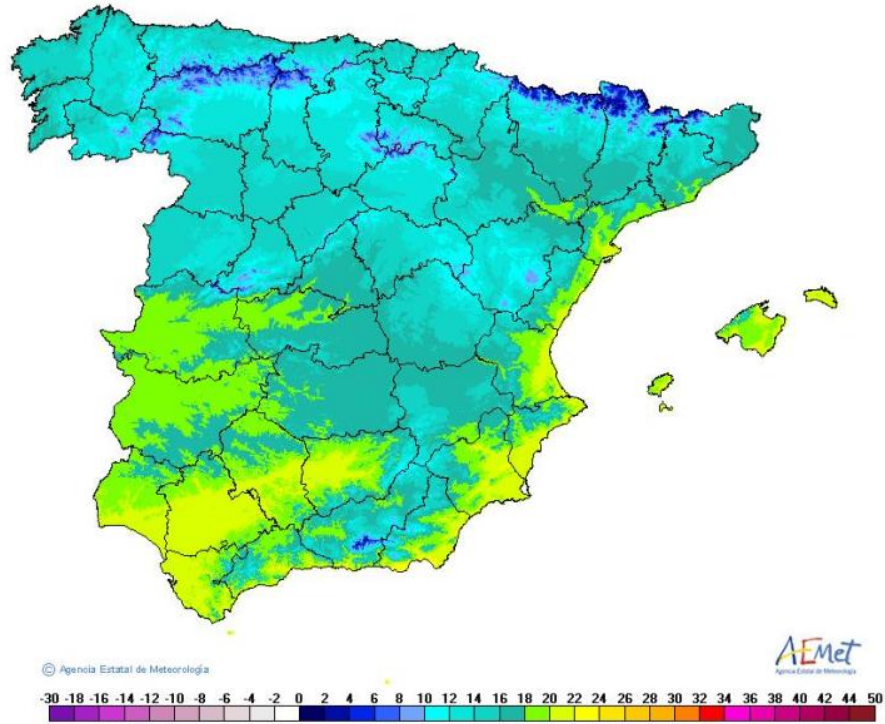 © Agencia Estatal de Meteorología
AEMet
Agencia Estatal de Meteorología
-30 -18 -16 -14 -12 -10 -8 -6 -4 -2 0 2 4 6 8 10 12 14 16 18 20 22 24 26 28 30 32 34 36 38 40 42 44 50